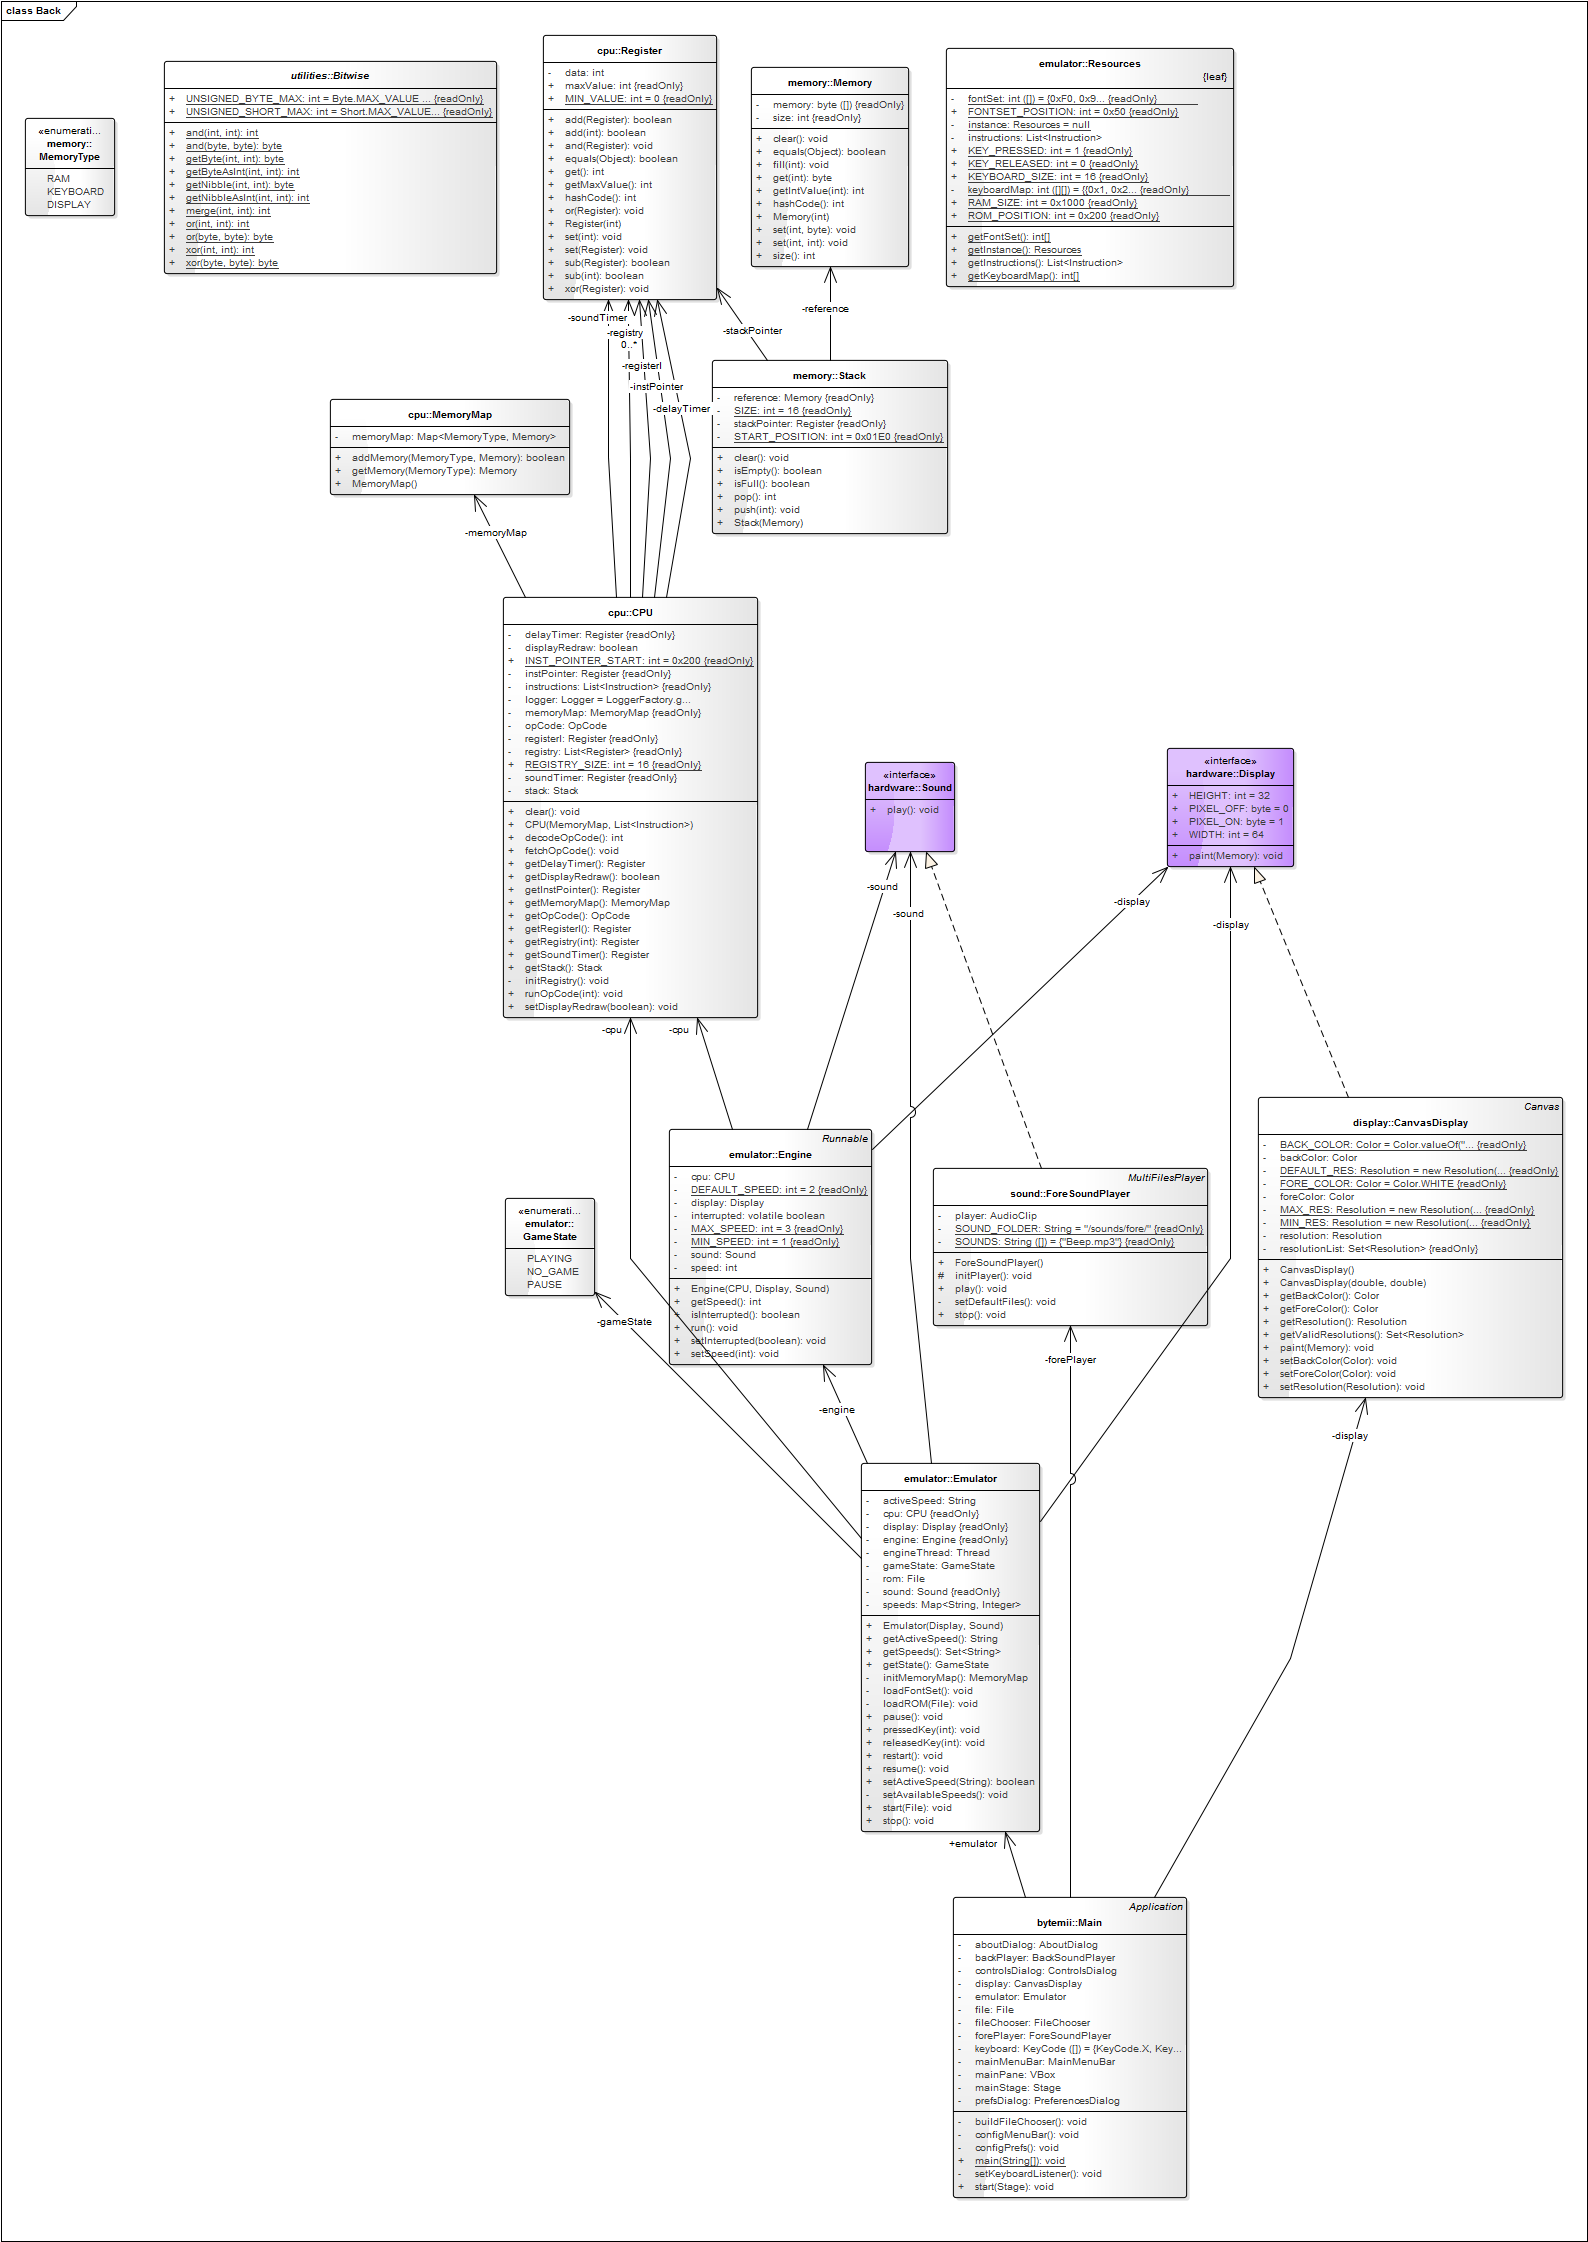 class Back
«enumerati...
memory::
MemoryType
RAM
KEYBOARD
DISPLAY
utilities::Bitwise
+ UNSIGNED_BYTE_MAX: int = Byte.MAX_VALUE ... {readOnly}
+ UNSIGNED_SHORT_MAX: int = Short.MAX_VALUE... {readOnly}
+ and(int, int): int
+ and(byte, byte): byte
+ getByte(int, int): byte
+ getByteAsInt(int, int): int
+ getNibble(int, int): byte
+ getNibbleAsInt(int, int): int
+ merge(int, int): int
+ or(int, int): int
+ or(byte, byte): byte
+ xor(int, int): int
+ xor(byte, byte): byte
cpu::Register
- data: int
+ maxValue: int {readOnly}
+ MIN_VALUE: int = 0 {readOnly}
+ add(Register): boolean
+ add(int): boolean
+ and(Register): void
+ equals(Object): boolean
+ get(): int
+ getMaxValue(): int
+ hashCode(): int
+ or(Register): void
+ Register(int)
+ set(int): void
+ set(Register): void
+ sub(Register): boolean
+ sub(int): boolean
+ xor(Register): void
memory::Memory
- memory: byte ([]) {readOnly}
- size: int {readOnly}
+ clear(): void
+ equals(Object): boolean
+ fill(int): void
+ get(int): byte
+ getIntValue(int): int
+ hashCode(): int
+ Memory(int)
+ set(int, byte): void
+ set(int, int): void
+ size(): int
emulator::Resources
{leaf}
- fontSet: int ([]) = {0xF0, 0x9... {readOnly}
+ FONTSET_POSITION: int = 0x50 {readOnly}
- instance: Resources = null
- instructions: List<Instruction>
+ KEY_PRESSED: int = 1 {readOnly}
+ KEY_RELEASED: int = 0 {readOnly}
+ KEYBOARD_SIZE: int = 16 {readOnly}
- keyboardMap: int ([][]) = {{0x1, 0x2... {readOnly}
+ RAM_SIZE: int = 0x1000 {readOnly}
+ ROM_POSITION: int = 0x200 {readOnly}
+ getFontSet(): int[]
+ getInstance(): Resources
+ getInstructions(): List<Instruction>
+ getKeyboardMap(): int[]
-soundTimer
-registry
0..*
-registerI
-instPointer
-delayTimer
-stackPointer
-reference
memory::Stack
- reference: Memory {readOnly}
- SIZE: int = 16 {readOnly}
- stackPointer: Register {readOnly}
- START_POSITION: int = 0x01E0 {readOnly}
+ clear(): void
+ isEmpty(): boolean
+ isFull(): boolean
+ pop(): int
+ push(int): void
+ Stack(Memory)
cpu::MemoryMap
- memoryMap: Map<MemoryType, Memory>
+ addMemory(MemoryType, Memory): boolean
+ getMemory(MemoryType): Memory
+ MemoryMap()
-memoryMap
cpu::CPU
- delayTimer: Register {readOnly}
- displayRedraw: boolean
+ INST_POINTER_START: int = 0x200 {readOnly}
- instPointer: Register {readOnly}
- instructions: List<Instruction> {readOnly}
- logger: Logger = LoggerFactory.g...
- memoryMap: MemoryMap {readOnly}
- opCode: OpCode
- registerI: Register {readOnly}
- registry: List<Register> {readOnly}
+ REGISTRY_SIZE: int = 16 {readOnly}
- soundTimer: Register {readOnly}
- stack: Stack
+ clear(): void
+ CPU(MemoryMap, List<Instruction>)
+ decodeOpCode(): int
+ fetchOpCode(): void
+ getDelayTimer(): Register
+ getDisplayRedraw(): boolean
+ getInstPointer(): Register
+ getMemoryMap(): MemoryMap
+ getOpCode(): OpCode
+ getRegisterI(): Register
+ getRegistry(int): Register
+ getSoundTimer(): Register
+ getStack(): Stack
- initRegistry(): void
+ runOpCode(int): void
+ setDisplayRedraw(boolean): void
«interface»
hardware::Sound
+ play(): void
«interface»
hardware::Display
+ HEIGHT: int = 32
+ PIXEL_OFF: byte = 0
+ PIXEL_ON: byte = 1
+ WIDTH: int = 64
+ paint(Memory): void
-sound
-sound
-display
-display
-cpu
-cpu
Runnable
emulator::Engine
- cpu: CPU
- DEFAULT_SPEED: int = 2 {readOnly}
- display: Display
- interrupted: volatile boolean
- MAX_SPEED: int = 3 {readOnly}
- MIN_SPEED: int = 1 {readOnly}
- sound: Sound
- speed: int
+ Engine(CPU, Display, Sound)
+ getSpeed(): int
+ isInterrupted(): boolean
+ run(): void
+ setInterrupted(boolean): void
+ setSpeed(int): void
«enumerati...
emulator::
GameState
PLAYING
NO_GAME
PAUSE
-gameState
MultiFilesPlayer
sound::ForeSoundPlayer
- player: AudioClip
- SOUND_FOLDER: String = "/sounds/fore/" {readOnly}
- SOUNDS: String ([]) = {"Beep.mp3"} {readOnly}
+ ForeSoundPlayer()
# initPlayer(): void
+ play(): void
- setDefaultFiles(): void
+ stop(): void
Canvas
display::CanvasDisplay
- BACK_COLOR: Color = Color.valueOf("... {readOnly}
- backColor: Color
- DEFAULT_RES: Resolution = new Resolution(... {readOnly}
- FORE_COLOR: Color = Color.WHITE {readOnly}
- foreColor: Color
- MAX_RES: Resolution = new Resolution(... {readOnly}
- MIN_RES: Resolution = new Resolution(... {readOnly}
- resolution: Resolution
- resolutionList: Set<Resolution> {readOnly}
+ CanvasDisplay()
+ CanvasDisplay(double, double)
+ getBackColor(): Color
+ getForeColor(): Color
+ getResolution(): Resolution
+ getValidResolutions(): Set<Resolution>
+ paint(Memory): void
+ setBackColor(Color): void
+ setForeColor(Color): void
+ setResolution(Resolution): void
-forePlayer
-engine
-display
emulator::Emulator
- activeSpeed: String
- cpu: CPU {readOnly}
- display: Display {readOnly}
- engine: Engine {readOnly}
- engineThread: Thread
- gameState: GameState
- rom: File
- sound: Sound {readOnly}
- speeds: Map<String, Integer>
+ Emulator(Display, Sound)
+ getActiveSpeed(): String
+ getSpeeds(): Set<String>
+ getState(): GameState
- initMemoryMap(): MemoryMap
- loadFontSet(): void
- loadROM(File): void
+ pause(): void
+ pressedKey(int): void
+ releasedKey(int): void
+ restart(): void
+ resume(): void
+ setActiveSpeed(String): boolean
- setAvailableSpeeds(): void
+ start(File): void
+ stop(): void
+emulator
Application
bytemii::Main
- aboutDialog: AboutDialog
- backPlayer: BackSoundPlayer
- controlsDialog: ControlsDialog
- display: CanvasDisplay
- emulator: Emulator
- file: File
- fileChooser: FileChooser
- forePlayer: ForeSoundPlayer
- keyboard: KeyCode ([]) = {KeyCode.X, Key...
- mainMenuBar: MainMenuBar
- mainPane: VBox
- mainStage: Stage
- prefsDialog: PreferencesDialog
- buildFileChooser(): void
- configMenuBar(): void
- configPrefs(): void
+ main(String[]): void
- setKeyboardListener(): void
+ start(Stage): void